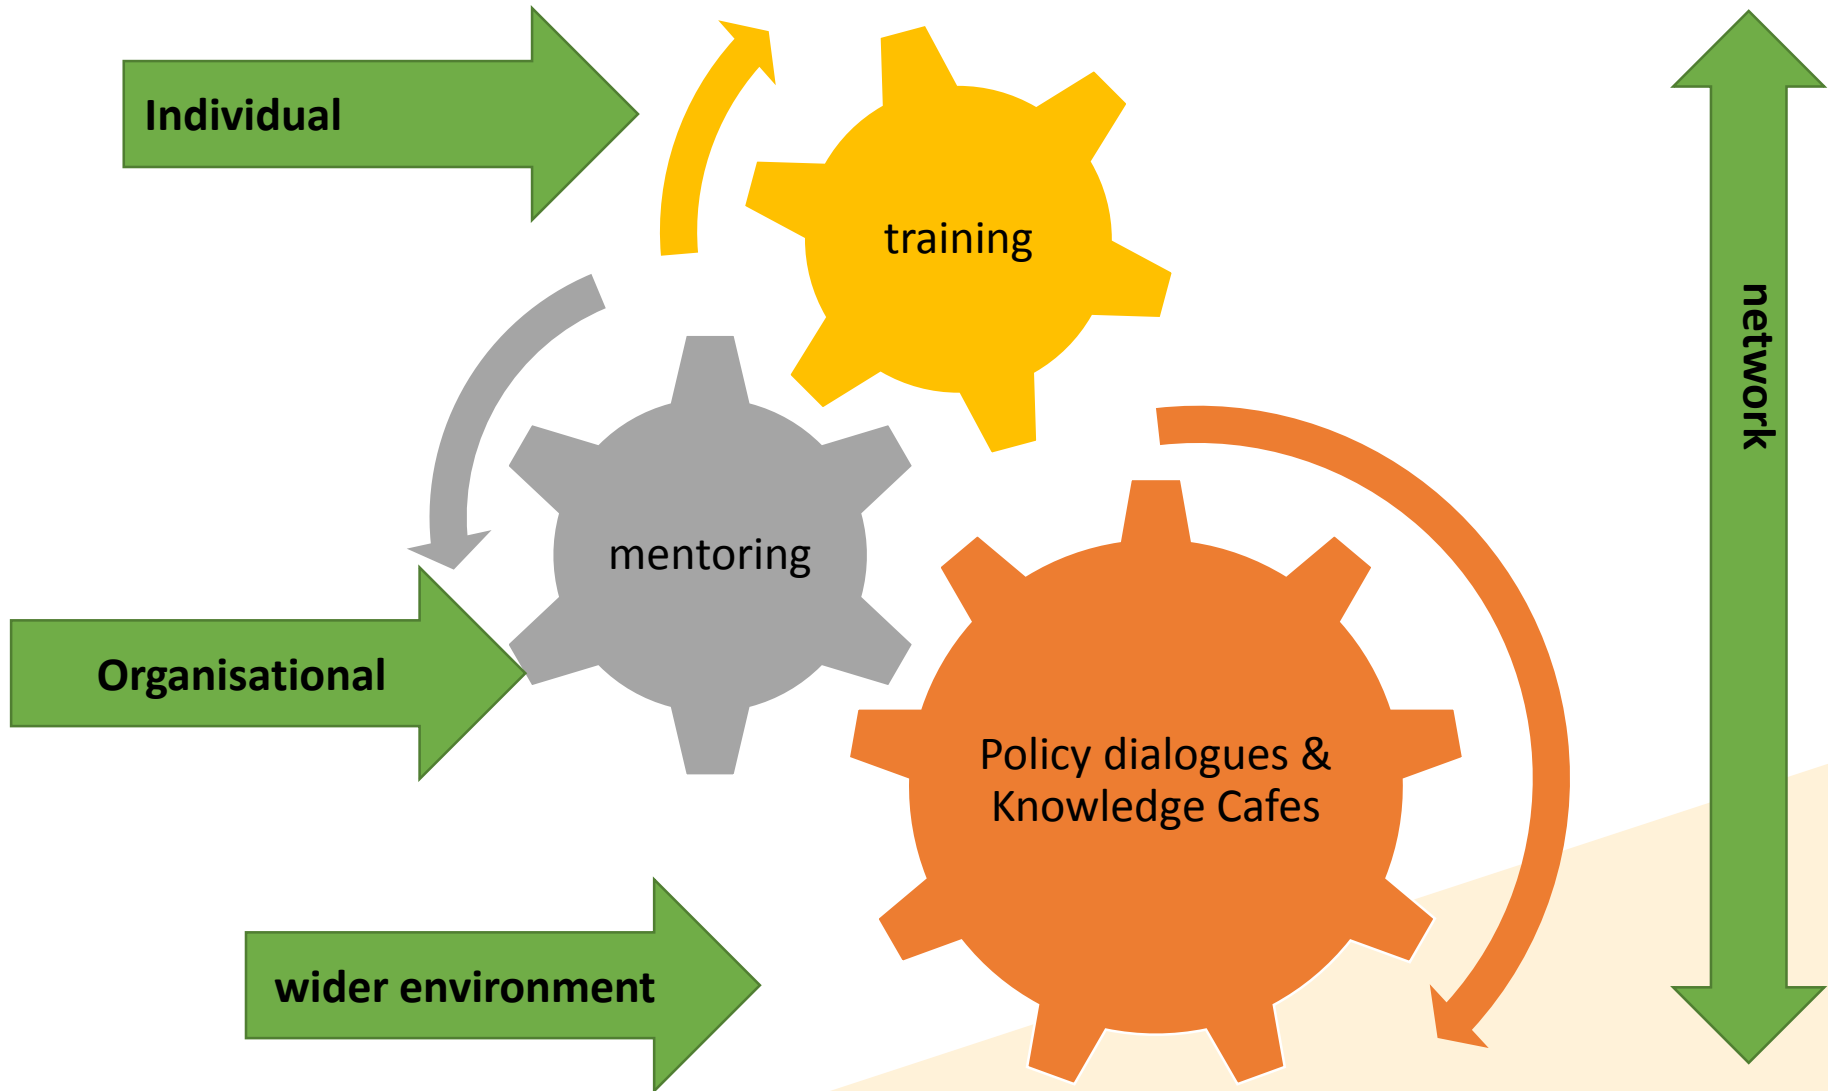 Individual
training
network
mentoring
Organisational
Policy dialogues &
Knowledge Cafes
wider environment